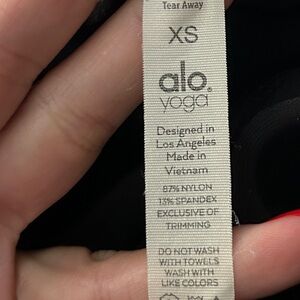 Tear Away
XS
alo.
yoga
Designed in
Los Angeles
Made in
Vietnam
87% NYLON
13% SPANDEX
EXCLUSIVE OF
TRIMMING
DO NOT WASH
WITH TOWELS
WASH WITH
LIKE COLORS